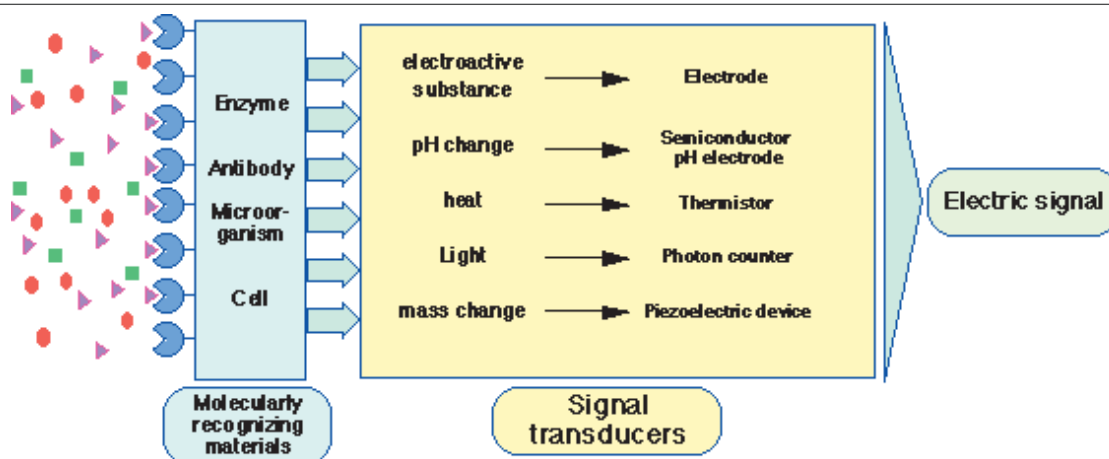 Enzyme
Antibody
Microor-
ganism
Cell
Molecularly
recognizing
materials
electroactive
substance
Electrode
pH change
Semiconductor
pH electrode
heat
Thermistor
Light
Photon counter
mass change
Piezoelectric device
Signal
transducers
Electric signal